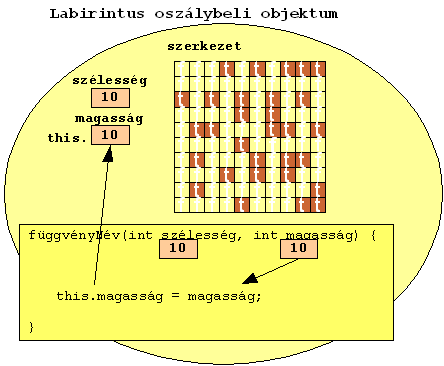 Labirintus oszálybeli objektum
szerkezet
szélesség
10
magasság
this. 10
függvényNév(int szélesség, int magasság) {
10 10
this.magasság = magasság;
}